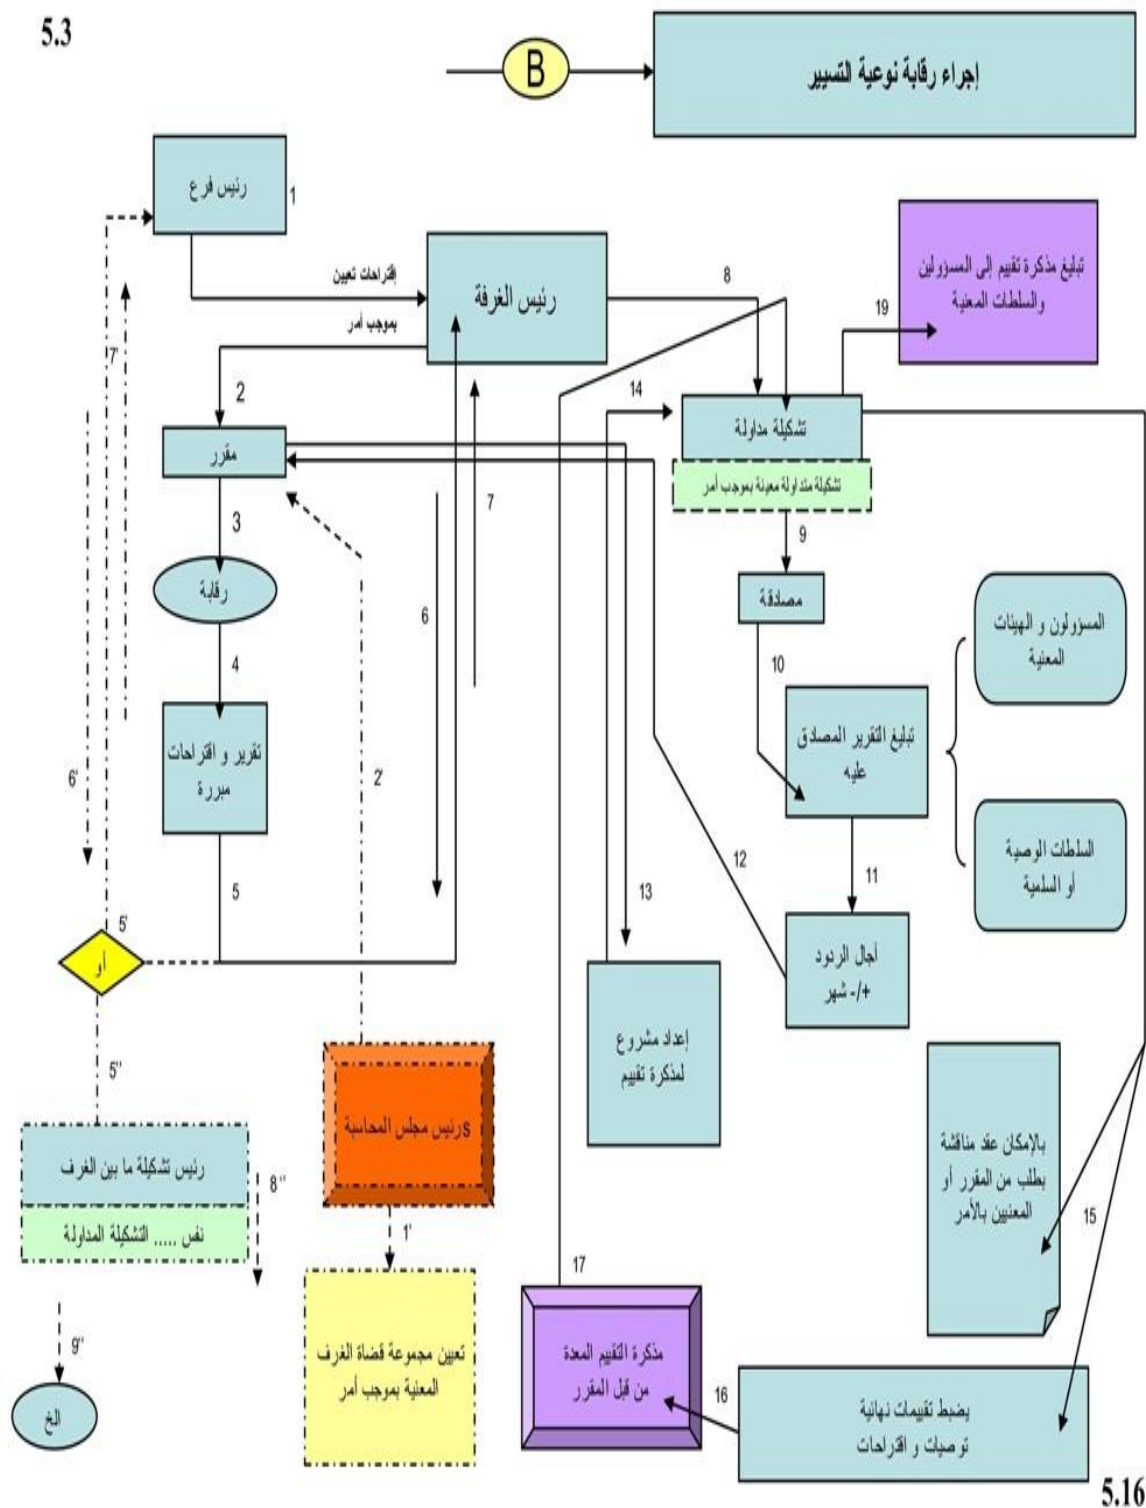 5.3
B
إجراء رقابة نوعية التسيير
رئيس فرع
1
إقتراحات تعيين
بموجب أمر
رئيس الغرفة
8
تبليغ مذكرة تقييم إلى المسؤولين
والسلطات المعنية
19
7'
2
14
تشكيلة مداولة
تشكيلة متداولة معينة بموجب أمر
مقرر
3
7
9
رقابة
مصادقة
المسؤولون و الهيئات
المعنية
6
4
10
تقرير و اقتراحات
مبررة
تبليغ التقرير المصادق
عليه
6'
2'
السلطات الوصية
أو السلمية
12
11
5
13
5'
أو
أجال الردود
+/- شهر
إعداد مشروع
لمذكرة تقييم
5''
رئيس مجلس المحاسبة s
بالإمكان عقد مناقشة
بطلب من المقرر أو
المعنيين بالأمر
رئيس تشكيلة ما بين الغرف
نفس ..... التشكيلة المداولة
8''
1'
15
17
تعيين مجموعة قضاة الغرف
المعنية بموجب أمر
مذكرة التقييم المعدة
من قبل المقرر
9''
16
يضبط تقييمات نهائية
توصيات و اقتراحات
الخ
5.16